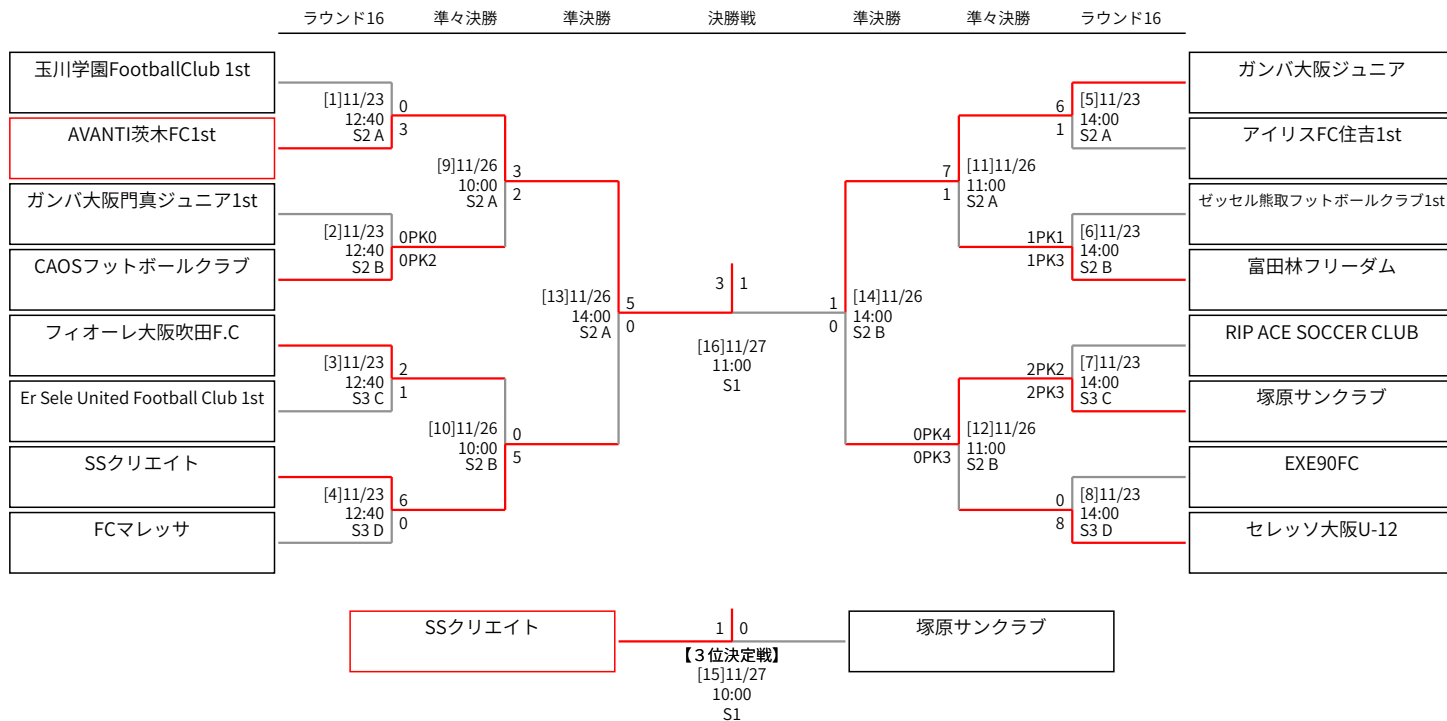 ラウンド16 準々決勝 準決勝 決勝戦 準決勝 準々決勝 ラウンド16
玉川学園FootballClub 1st
AVANTI茨木FC1st
ガンバ大阪門真ジュニア1st
CAOSフットボールクラブ
フィオーレ大阪吹田F.C
Er Sele United Football Club 1st
SSクリエイト
FCマレッサ
[1]11/23
12:40
S2 A
0
3
[2]11/23
12:40
S2 B
0PK0
0PK2
[3]11/23
12:40
S3 C
2
1
[4]11/23
12:40
S3 D
6
0
[9]11/26
10:00
S2 A
3
2
[10]11/26
10:00
S2 B
0
5
[13]11/26
14:00
S2 A
5
0
3 1
[16]11/27
11:00
S1
1
0
[14]11/26
14:00
S2 B
7
1
[11]11/26
11:00
S2 A
0PK4
0PK3
[12]11/26
11:00
S2 B
6
1
[5]11/23
14:00
S2 A
1PK1
1PK3
[6]11/23
14:00
S2 B
2PK2
2PK3
[7]11/23
14:00
S3 C
0
8
[8]11/23
14:00
S3 D
ガンバ大阪ジュニア
アイリスFC住吉1st
ゼッセル熊取フットボールクラブ1st
富田林フリーダム
RIP ACE SOCCER CLUB
塚原サンクラブ
EXE90FC
セレッソ大阪U-12
SSクリエイト
1 0
塚原サンクラブ
【３位決定戦】
[15]11/27
10:00
S1